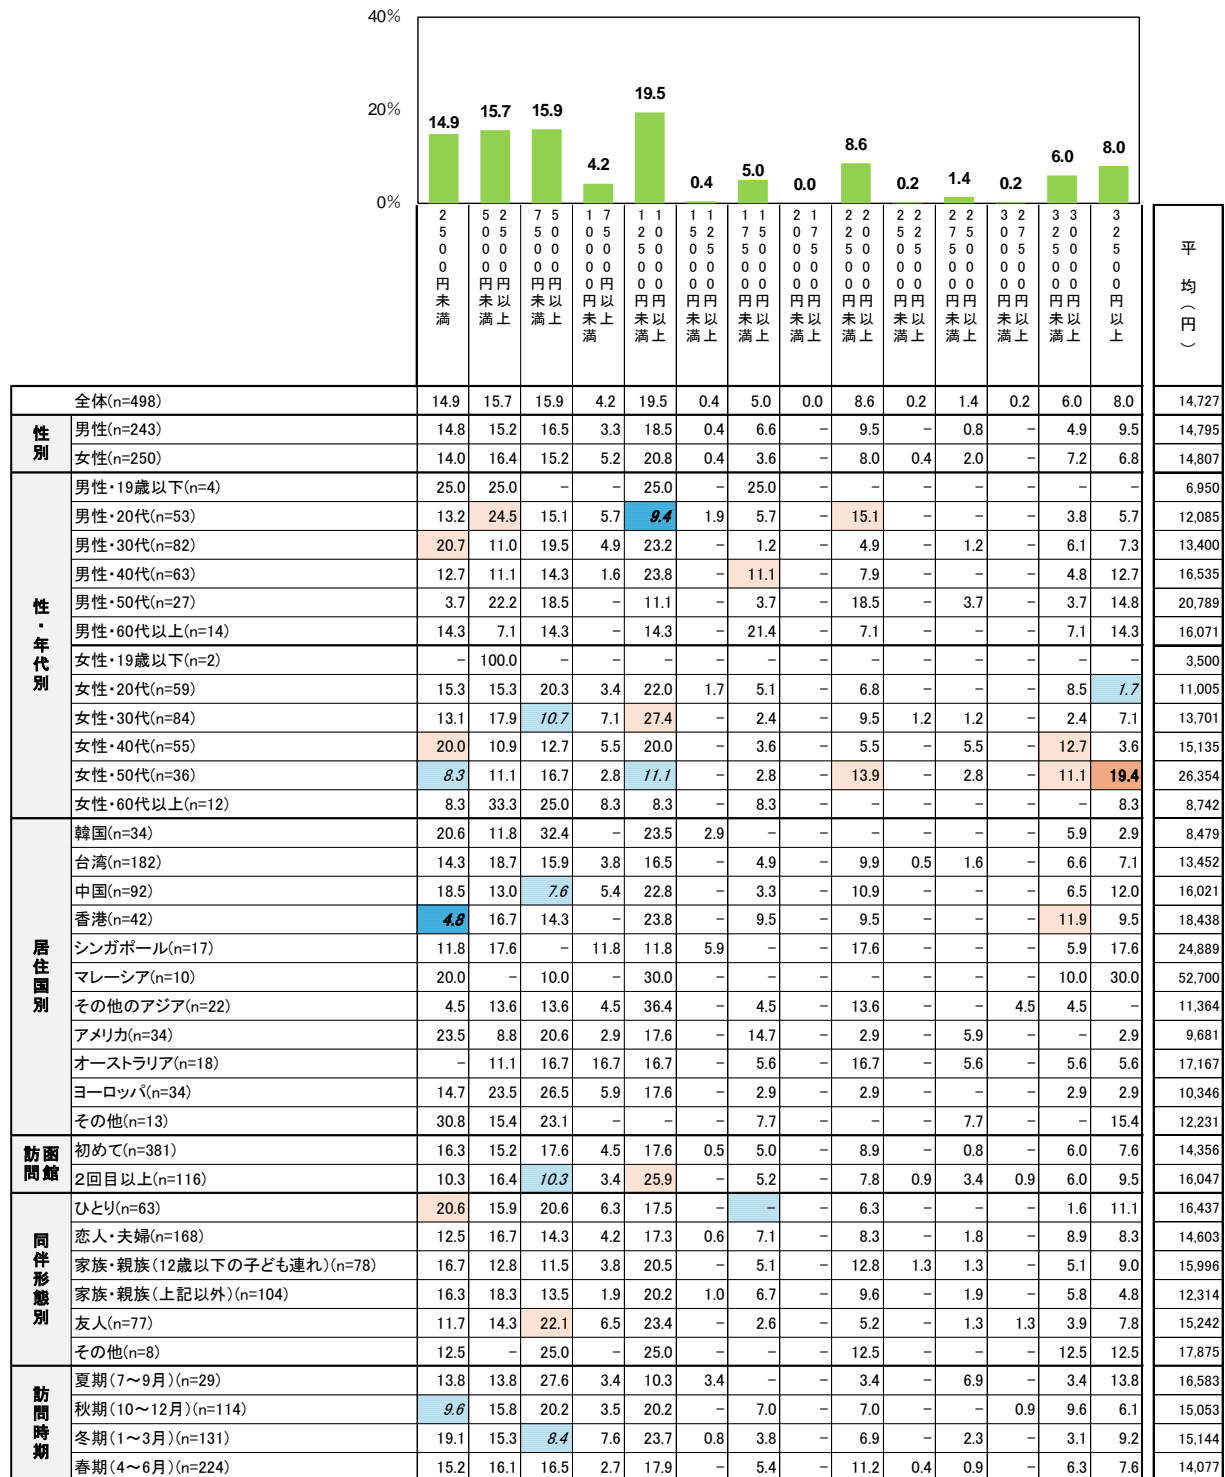 40%
20%
0%
14.9 15.7 15.9 4.2 19.5 0.4 5.0 0.0 8.6 0.2 1.4 0.2 6.0 8.0
2500円未満
2500円以上5000円未満
5000円以上7500円未満
7500円以上10000円未満
10000円以上12500円未満
12500円以上15000円未満
15000円以上17500円未満
17500円以上20000円未満
20000円以上22500円未満
22500円以上25000円未満
25000円以上27500円未満
27500円以上30000円未満
30000円以上32500円未満
32500円以上
平均(円)
全体(n=498) 14.9 15.7 15.9 4.2 19.5 0.4 5.0 0.0 8.6 0.2 1.4 0.2 6.0 8.0 14,727
性別
男性(n=243) 14.8 15.2 16.5 3.3 18.5 0.4 6.6 - 9.5 - 0.8 - 4.9 9.5 14,795
女性(n=250) 14.0 16.4 15.2 5.2 20.8 0.4 3.6 - 8.0 0.4 2.0 - 7.2 6.8 14,807
性・年代別
男性・19歳以下(n=4) 25.0 25.0 - - 25.0 - 25.0 - - - - - - - 6,950
男性・20代(n=53) 13.2 24.5 15.1 5.7 9.4 1.9 5.7 - 15.1 - - - 3.8 5.7 12,085
男性・30代(n=82) 20.7 11.0 19.5 4.9 23.2 - 1.2 - 4.9 - 1.2 - 6.1 7.3 13,400
男性・40代(n=63) 12.7 11.1 14.3 1.6 23.8 - 11.1 - 7.9 - - - 4.8 12.7 16,535
男性・50代(n=27) 3.7 22.2 18.5 - 11.1 - 3.7 - 18.5 - 3.7 - 3.7 14.8 20,789
男性・60代以上(n=14) 14.3 7.1 14.3 - 14.3 - 21.4 - 7.1 - - - 7.1 14.3 16,071
女性・19歳以下(n=2) - 100.0 - - - - - - - - - - - - 3,500
女性・20代(n=59) 15.3 15.3 20.3 3.4 22.0 1.7 5.1 - 6.8 - - - 8.5 1.7 11,005
女性・30代(n=84) 13.1 17.9 10.7 7.1 27.4 - 2.4 - 9.5 1.2 1.2 - 2.4 7.1 13,701
女性・40代(n=55) 20.0 10.9 12.7 5.5 20.0 - 3.6 - 5.5 - 5.5 - 12.7 3.6 15,135
女性・50代(n=36) 8.3 11.1 16.7 2.8 11.1 - 2.8 - 13.9 - 2.8 - 11.1 19.4 26,354
女性・60代以上(n=12) 8.3 33.3 25.0 8.3 8.3 - 8.3 - - - - - - 8.3 8,742
居住国別
韓国(n=34) 20.6 11.8 32.4 - 23.5 2.9 - - - - - - 5.9 2.9 8,479
台湾(n=182) 14.3 18.7 15.9 3.8 16.5 - 4.9 - 9.9 0.5 1.6 - 6.6 7.1 13,452
中国(n=92) 18.5 13.0 7.6 5.4 22.8 - 3.3 - 10.9 - - - 6.5 12.0 16,021
香港(n=42) 4.8 16.7 14.3 - 23.8 - 9.5 - 9.5 - - - 11.9 9.5 18,438
シンガポール(n=17) 11.8 17.6 - 11.8 11.8 5.9 - - 17.6 - - - 5.9 17.6 24,889
マレーシア(n=10) 20.0 - 10.0 - 30.0 - - - - - - - 10.0 30.0 52,700
その他のアジア(n=22) 4.5 13.6 13.6 4.5 36.4 - 4.5 - 13.6 - - 4.5 4.5 - 11,364
アメリカ(n=34) 23.5 8.8 20.6 2.9 17.6 - 14.7 - 2.9 - 5.9 - - 2.9 9,681
オーストラリア(n=18) - 11.1 16.7 16.7 16.7 - 5.6 - 16.7 - 5.6 - 5.6 5.6 17,167
ヨーロッパ(n=34) 14.7 23.5 26.5 5.9 17.6 - 2.9 - 2.9 - - - 2.9 2.9 10,346
その他(n=13) 30.8 15.4 23.1 - - - 7.7 - - - 7.7 - - 15.4 12,231
函館訪問
初めて(n=381) 16.3 15.2 17.6 4.5 17.6 0.5 5.0 - 8.9 - 0.8 - 6.0 7.6 14,356
2回目以上(n=116) 10.3 16.4 10.3 3.4 25.9 - 5.2 - 7.8 0.9 3.4 0.9 6.0 9.5 16,047
同伴形態別
ひとり(n=63) 20.6 15.9 20.6 6.3 17.5 - - - 6.3 - - - 1.6 11.1 16,437
恋人・夫婦(n=168) 12.5 16.7 14.3 4.2 17.3 0.6 7.1 - 8.3 - 1.8 - 8.9 8.3 14,603
家族・親族(12歳以下の子ども連れ)(n=78) 16.7 12.8 11.5 3.8 20.5 - 5.1 - 12.8 1.3 1.3 - 5.1 9.0 15,996
家族・親族(上記以外)(n=104) 16.3 18.3 13.5 1.9 20.2 1.0 6.7 - 9.6 - 1.9 - 5.8 4.8 12,314
友人(n=77) 11.7 14.3 22.1 6.5 23.4 - 2.6 - 5.2 - 1.3 1.3 3.9 7.8 15,242
その他(n=8) 12.5 - 25.0 - 25.0 - - - 12.5 - - - 12.5 12.5 17,875
訪問時期
夏期(7〜9月)(n=29) 13.8 13.8 27.6 3.4 10.3 3.4 - - 3.4 - 6.9 - 3.4 13.8 16,583
秋期(10〜12月)(n=114) 9.6 15.8 20.2 3.5 20.2 - 7.0 - 7.0 - - 0.9 9.6 6.1 15,053
冬期(1〜3月)(n=131) 19.1 15.3 8.4 7.6 23.7 0.8 3.8 - 6.9 - 2.3 - 3.1 9.2 15,144
春期(4〜6月)(n=224) 15.2 16.1 16.5 2.7 17.9 - 5.4 - 11.2 0.4 0.9 - 6.3 7.6 14,077